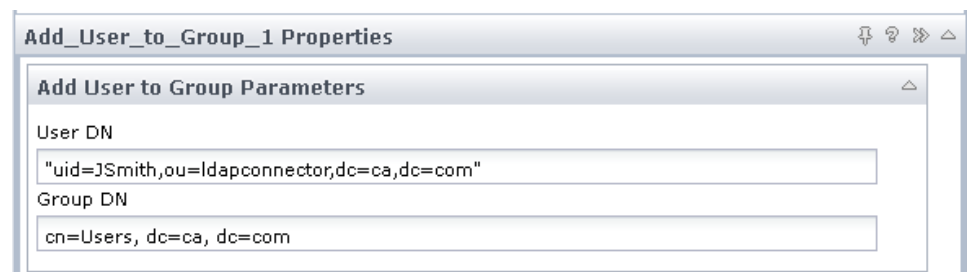 Add_User_to_Group_1 Properties
Add User to Group Parameters
User DN
"uid=JSmith,ou=ldapconnector,dc=ca,dc=com"
Group DN
cn=Users, dc=ca, dc=com